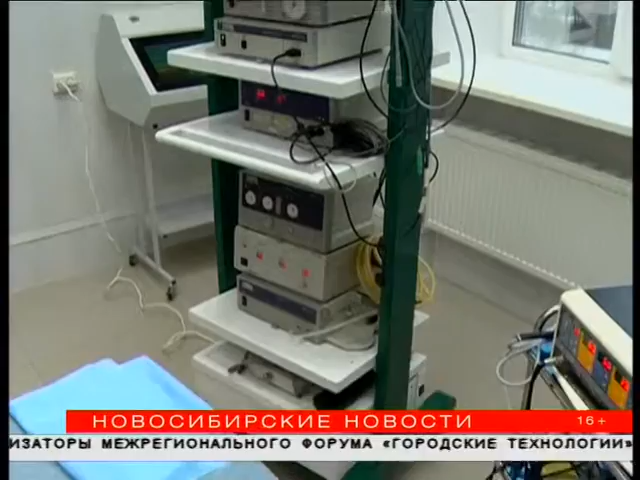 НОВОСИБИРСКИЕ НОВОСТИ 16+
ИЗАТОРЫ МЕЖРЕГИОНАЛЬНОГО ФОРУМА «ГОРОДСКИЕ ТЕХНОЛОГИИ»